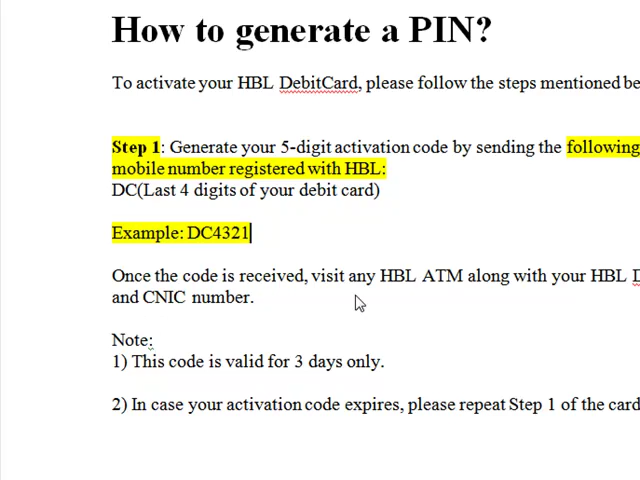 How to generate a PIN?
To activate your HBL DebitCard, please follow the steps mentioned be
Step 1: Generate your 5-digit activation code by sending the following
mobile number registered with HBL:
DC(Last 4 digits of your debit card)
Example: DC4321
Once the code is received, visit any HBL ATM along with your HBL D
and CNIC number.
Note:
1) This code is valid for 3 days only.
2) In case your activation code expires, please repeat Step 1 of the card